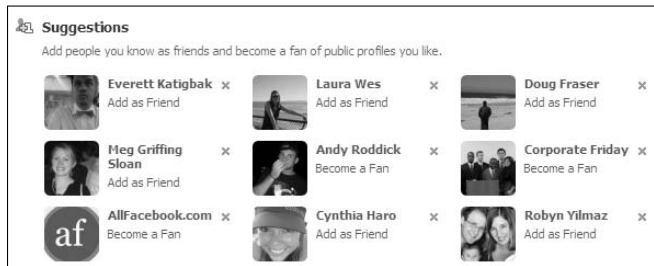 Suggestions
Add people you know as friends and become a fan of public profiles you like.
Everett Katigbak ×
Add as Friend
Laura Wes ×
Add as Friend
Doug Fraser ×
Add as Friend
Meg Griffing ×
Sloan
Add as Friend
Andy Roddick ×
Become a Fan
Corporate Friday ×
Become a Fan
af
AllFacebook.com ×
Become a Fan
Cynthia Haro ×
Add as Friend
Robyn Yilmaz ×
Add as Friend